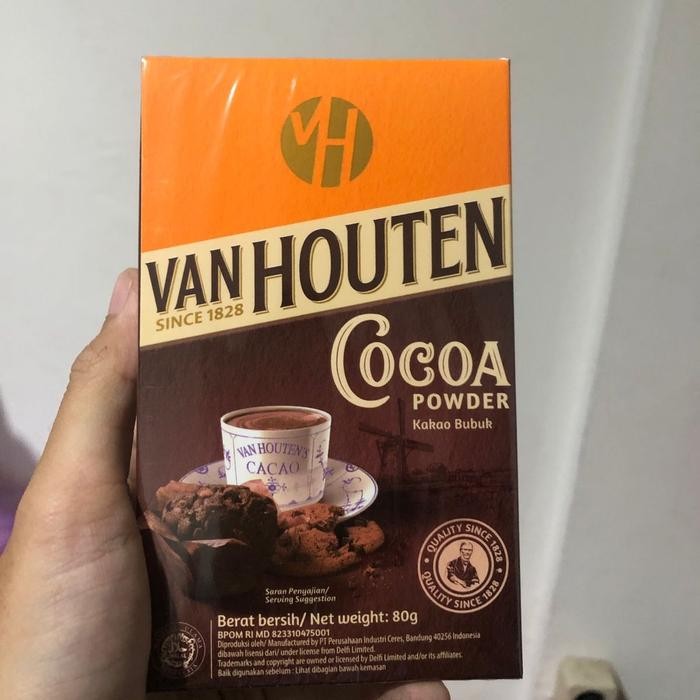 VH
VAN HOUTEN
SINCE 1828
COCOA
POWDER
Kakao Bubuk
VAN HOUTEN'S
CACAO
QUALITY SINCE 1828
QUALITY SINCE 1828
Saran Penyajian/
Serving Suggestion
Berat bersih/ Net weight: 80g
BPOM RI MD 823310475001
Diproduksi oleh/ Manufactured by PT Perusahaan Industri Ceres, Bandung 40256 Indonesia
dibawah lisensi dari/ under license from Delfi Limited.
Trademarks and copyright are owned or licensed by Delfi Limited and/or its affiliates.
Baik digunakan sebelum : Lihat dibagian bawah kemasan